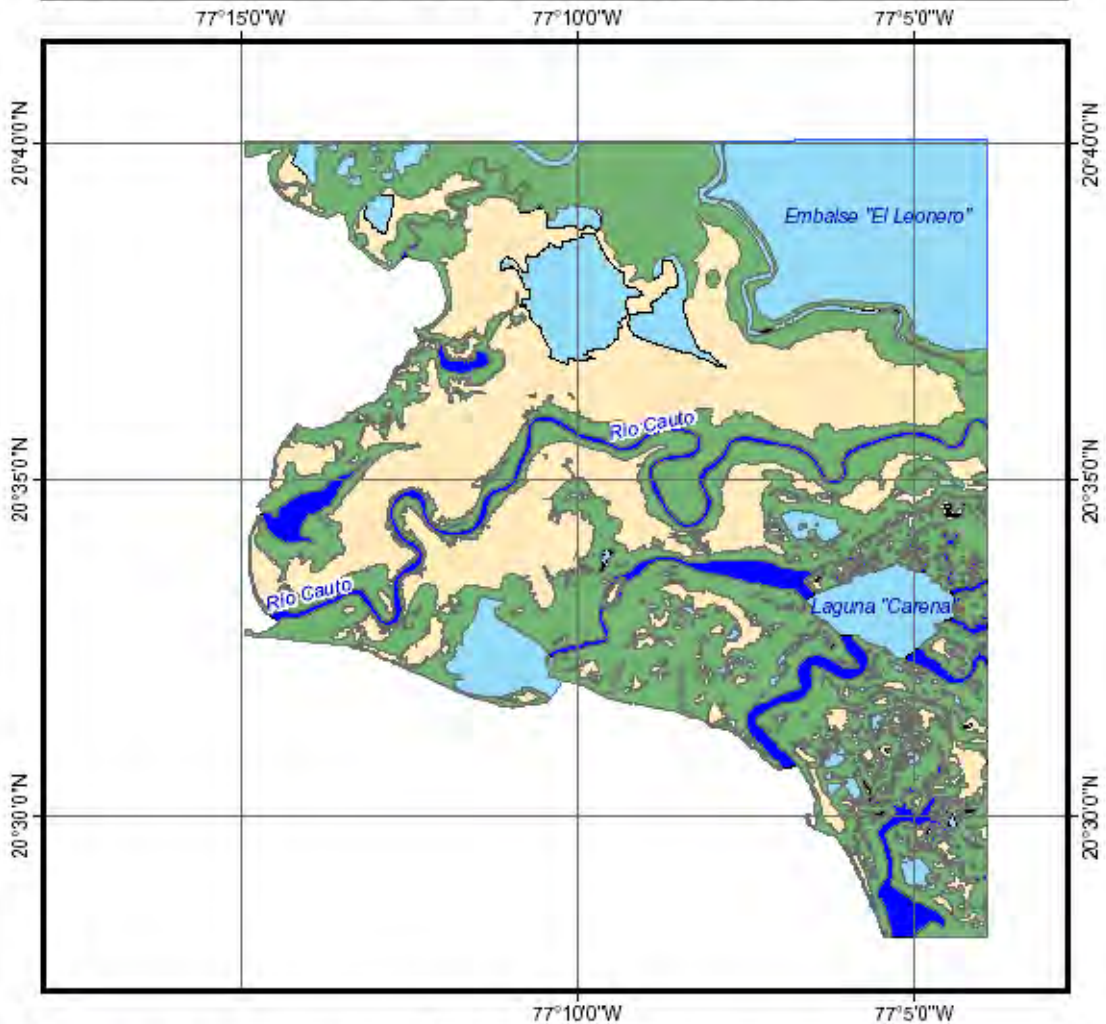 77°15'0"W 77°10'0"W 77°5'0"W
20°40'0"N 20°40'0"N
Embalse "El Leonero"
Río Cauto
20°35'0"N 20°35'0"N
Río Cauto
Laguna "Carena"
20°30'0"N 20°30'0"N
77°10'0"W 77°5'0"W